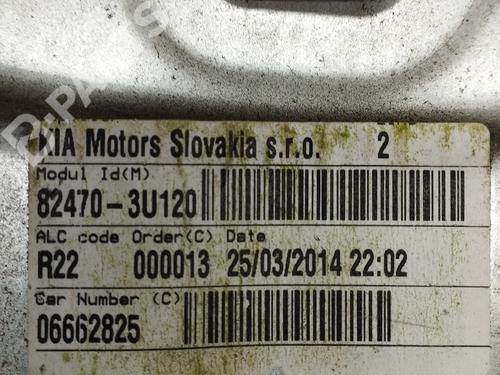 KIA Motors Slovakia s.r.o. 2
Modul Id(M)
82470-3U120
ALC code Order(C) Date
R22 000013 25/03/2014 22:02
Car Number (C)
06662825